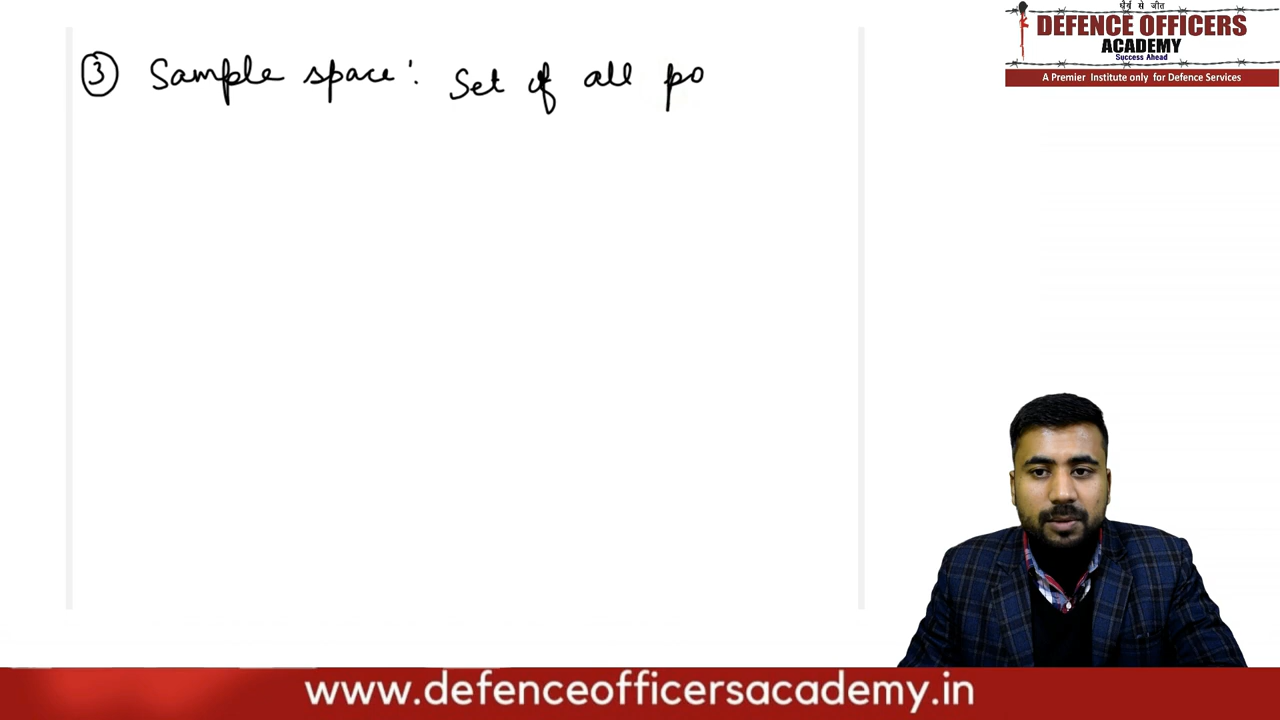 धैर्य से जीत
DEFENCE OFFICERS
ACADEMY
Success Ahead
A Premier Institute only for Defence Services
③ Sample space : Set of all po
www.defenceofficersacademy.in